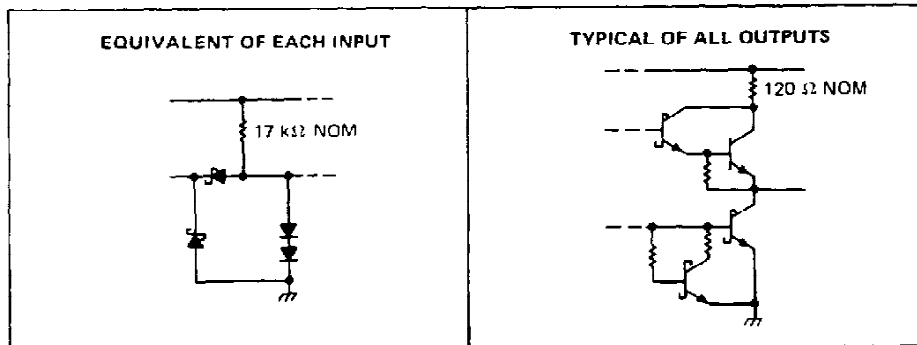 EQUIVALENT OF EACH INPUT
17 kΩ NOM
TYPICAL OF ALL OUTPUTS
120 Ω NOM